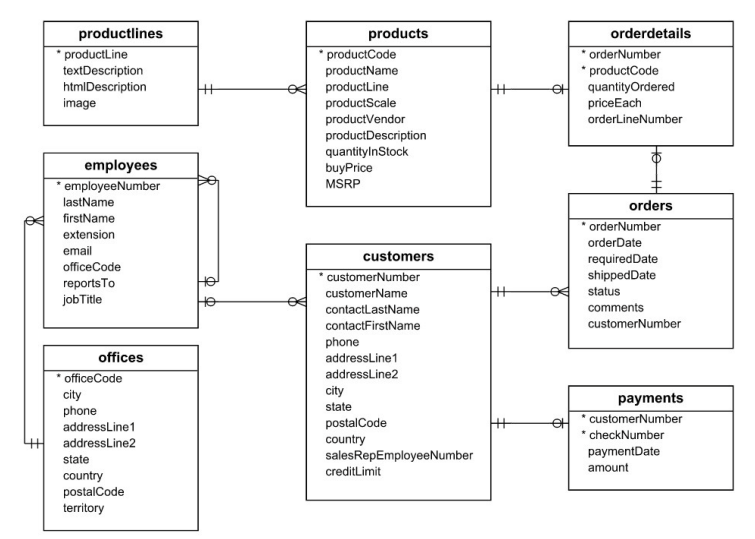 productlines
* productLine
textDescription
htmlDescription
image
products
* productCode
productName
productLine
productScale
productVendor
productDescription
quantityInStock
buyPrice
MSRP
orderdetails
* orderNumber
* productCode
quantityOrdered
priceEach
orderLineNumber
employees
* employeeNumber
lastName
firstName
extension
email
officeCode
reportsTo
jobTitle
customers
* customerNumber
customerName
contactLastName
contactFirstName
phone
addressLine1
addressLine2
city
state
postalCode
country
salesRepEmployeeNumber
creditLimit
orders
* orderNumber
orderDate
requiredDate
shippedDate
status
comments
customerNumber
offices
* officeCode
city
phone
addressLine1
addressLine2
state
country
postalCode
territory
payments
* customerNumber
* checkNumber
paymentDate
amount